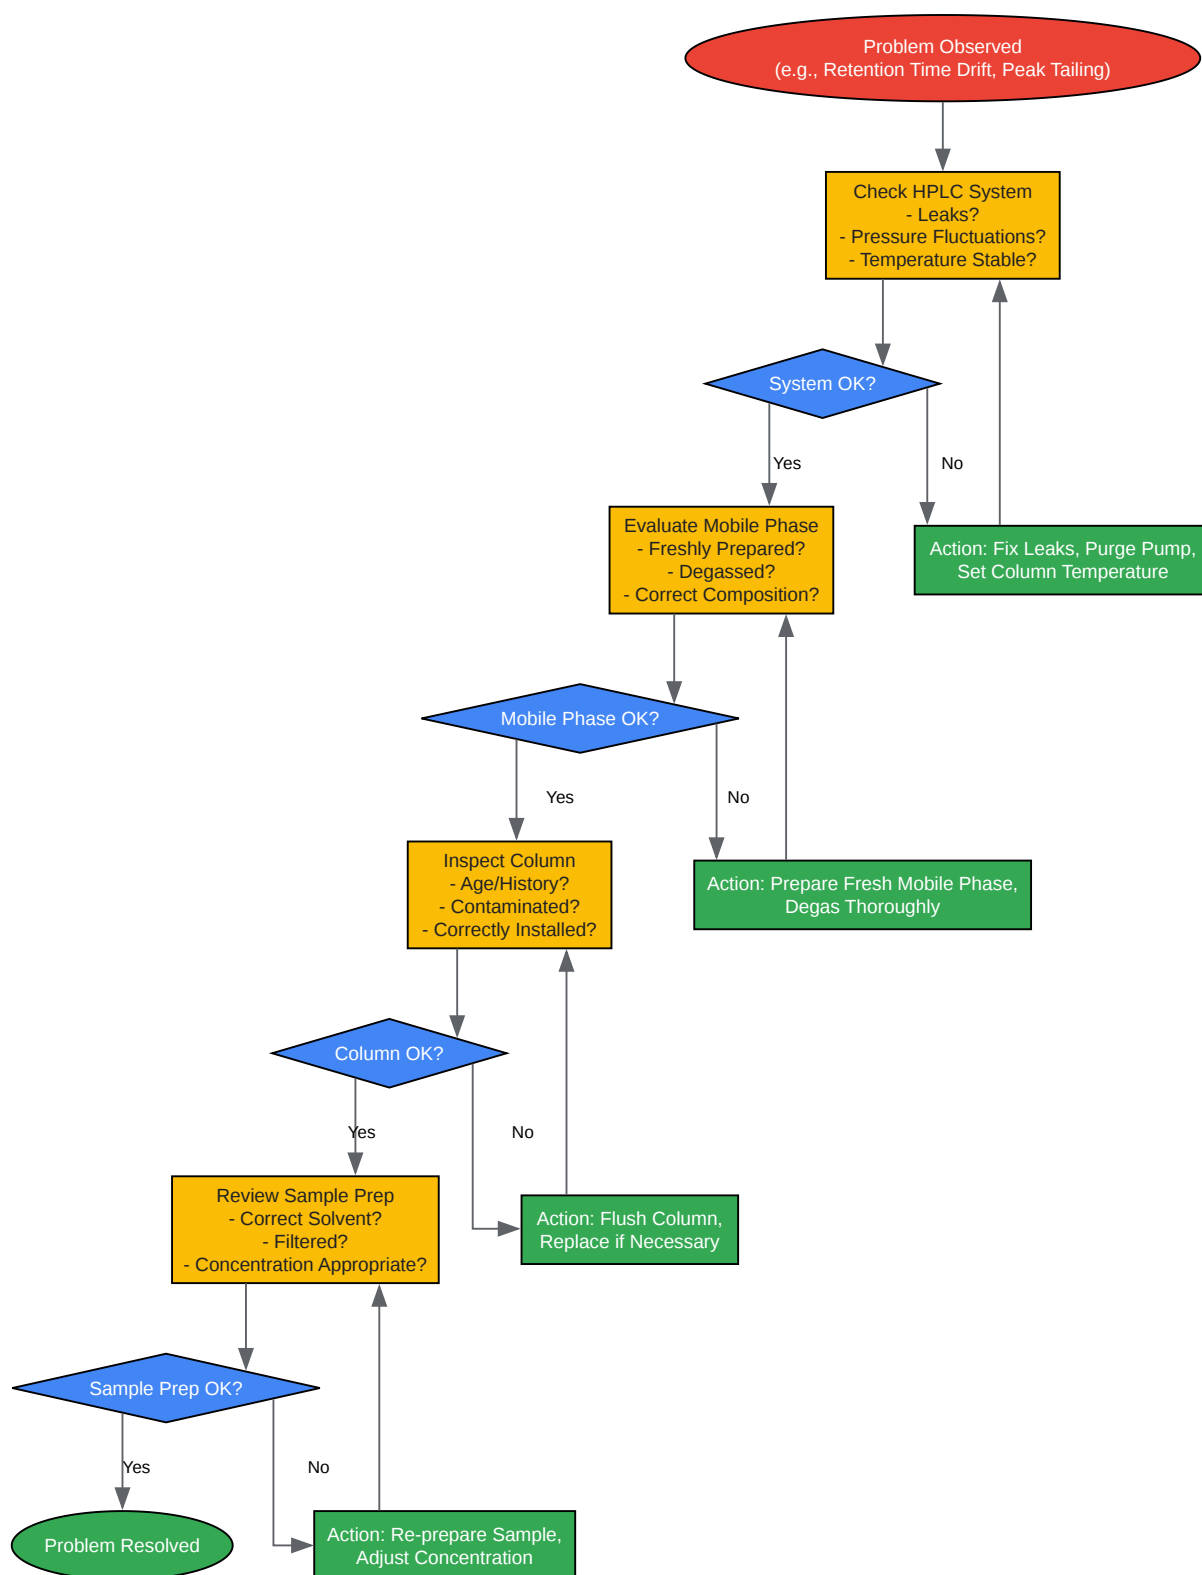 Problem Observed
(e.g., Retention Time Drift, Peak Tailing)
Check HPLC System
- Leaks?
- Pressure Fluctuations?
- Temperature Stable?
System OK?
Yes
No
Evaluate Mobile Phase
- Freshly Prepared?
- Degassed?
- Correct Composition?
Action: Fix Leaks, Purge Pump,
Set Column Temperature
Mobile Phase OK?
Yes
No
Inspect Column
- Age/History?
- Contaminated?
- Correctly Installed?
Action: Prepare Fresh Mobile Phase,
Degas Thoroughly
Column OK?
Yes
No
Review Sample Prep
- Correct Solvent?
- Filtered?
- Concentration Appropriate?
Action: Flush Column,
Replace if Necessary
Sample Prep OK?
Yes
No
Problem Resolved
Action: Re-prepare Sample,
Adjust Concentration